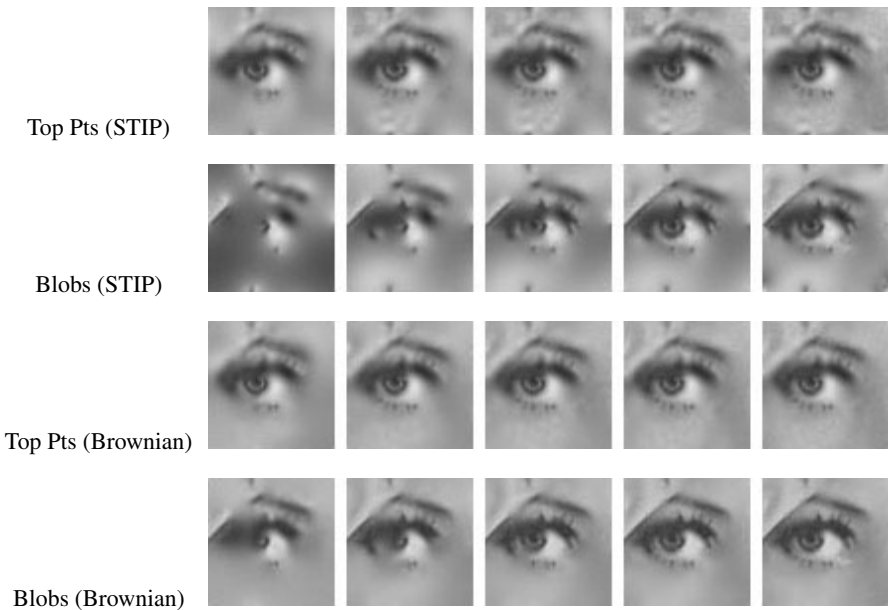 Top Pts (STIP)
Blobs (STIP)
Top Pts (Brownian)
Blobs (Brownian)